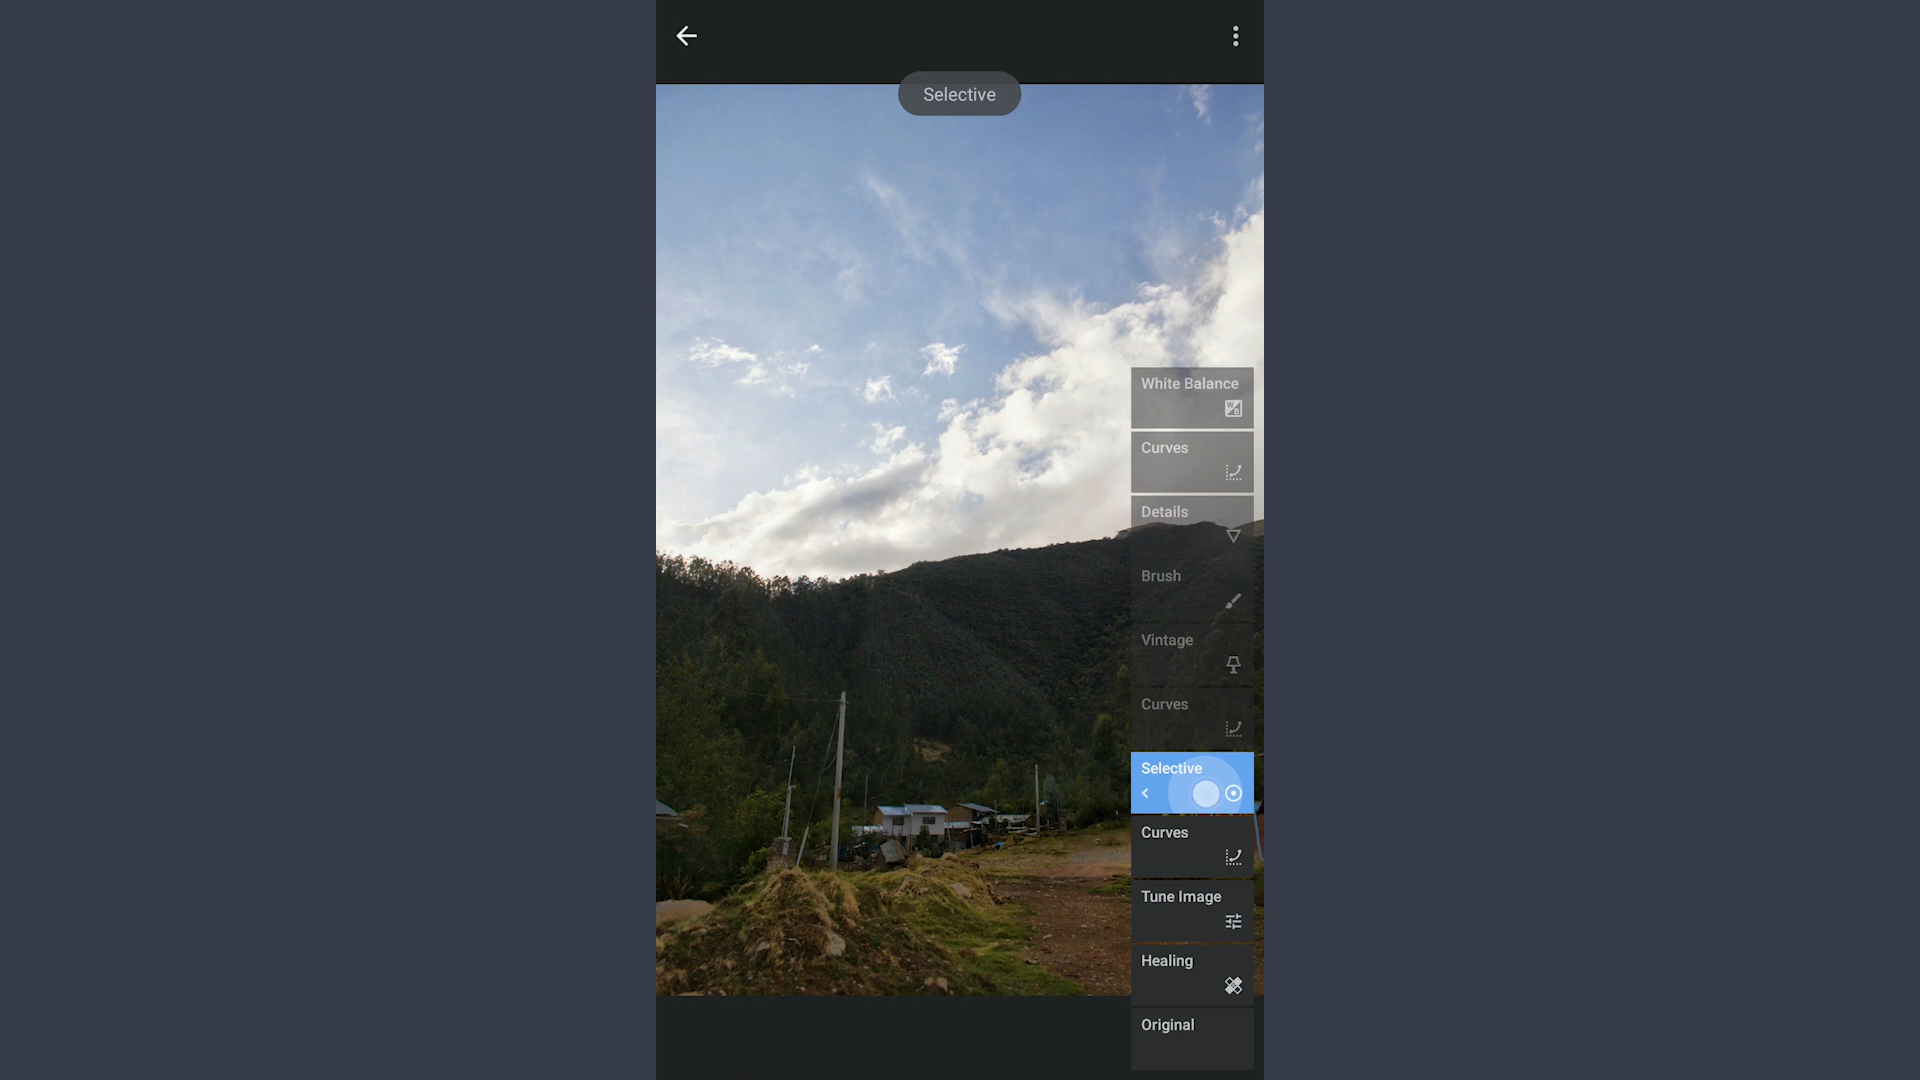 Selective
White Balance
Curves
Details
Brush
Vintage
Curves
Selective
Curves
Tune Image
Healing
Original